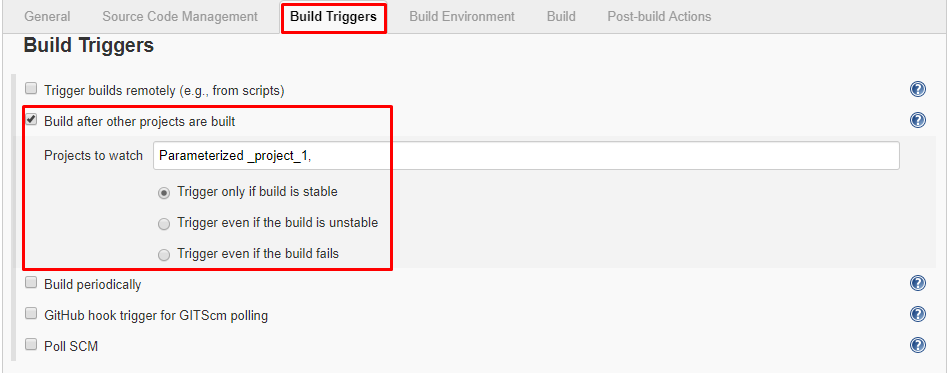 General Source Code Management Build Triggers Build Environment Build Post-build Actions
Build Triggers
Trigger builds remotely (e.g., from scripts) ?
Build after other projects are built ?
Projects to watch Parameterized _project_1,
Trigger only if build is stable
Trigger even if the build is unstable
Trigger even if the build fails
Build periodically ?
GitHub hook trigger for GITScm polling ?
Poll SCM ?